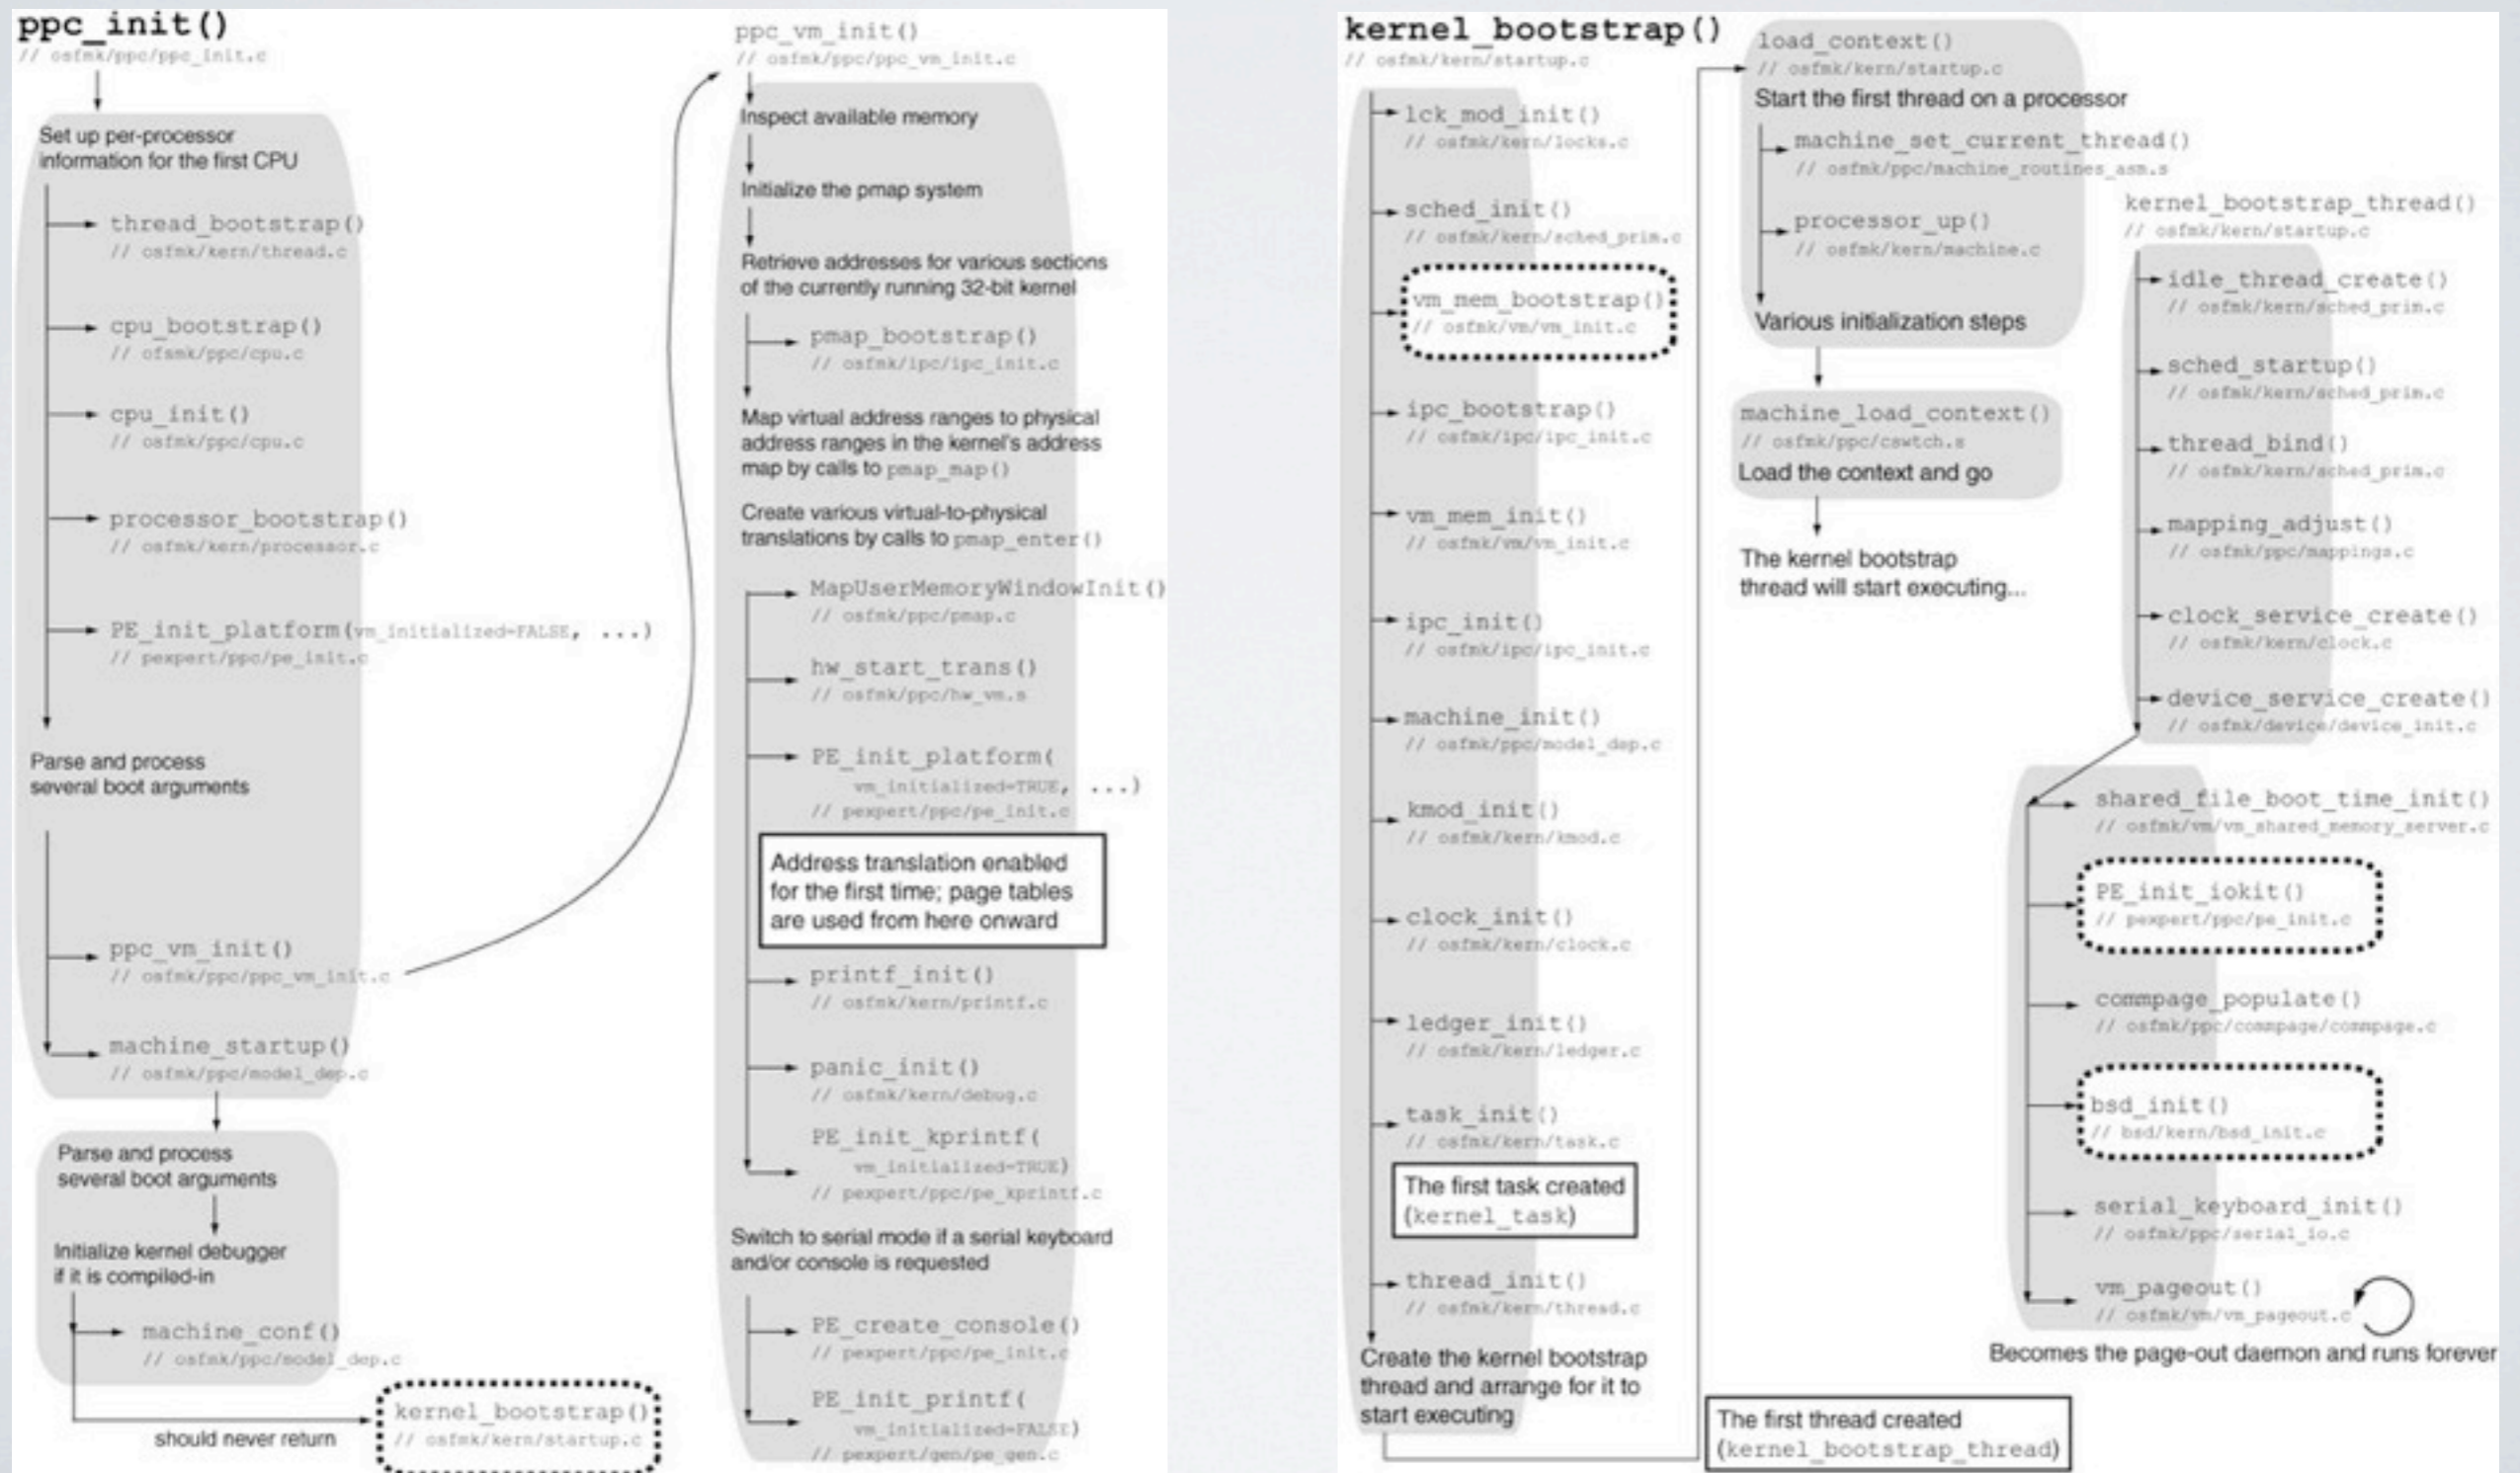 ppc_init()
// osfmk/ppc/ppc_init.c
Set up per-processor
information for the first CPU
thread_bootstrap()
// osfmk/kern/thread.c
cpu_bootstrap()
// ofsmk/ppc/cpu.c
cpu_init()
// osfmk/ppc/cpu.c
processor_bootstrap()
// osfmk/kern/processor.c
PE_init_platform(vm_initialized=FALSE, ...)
// pexpert/ppc/pe_init.c
Parse and process
several boot arguments
ppc_vm_init()
// osfmk/ppc/ppc_vm_init.c
machine_startup()
// osfmk/ppc/model_dep.c
Parse and process
several boot arguments
Initialize kernel debugger
if it is compiled-in
machine_conf()
// osfmk/ppc/model_dep.c
kernel_bootstrap()
// osfmk/kern/startup.c
should never return
ppc_vm_init()
// osfmk/ppc/ppc_vm_init.c
Inspect available memory
Initialize the pmap system
Retrieve addresses for various sections
of the currently running 32-bit kernel
pmap_bootstrap()
// osfmk/ipc/ipc_init.c
Map virtual address ranges to physical
address ranges in the kernel's address
map by calls to pmap_map()
Create various virtual-to-physical
translations by calls to pmap_enter()
MapUserMemoryWindowInit()
// osfmk/ppc/pmap.c
hw_start_trans()
// osfmk/ppc/hw_vm.s
PE_init_platform(
vm_initialized=TRUE, ...)
// pexpert/ppc/pe_init.c
Address translation enabled
for the first time; page tables
are used from here onward
printf_init()
// osfmk/kern/printf.c
panic_init()
// osfmk/kern/debug.c
PE_init_kprintf(
vm_initialized=TRUE)
// pexpert/ppc/pe_kprintf.c
Switch to serial mode if a serial keyboard
and/or console is requested
PE_create_console()
// pexpert/ppc/pe_init.c
PE_init_printf(
vm_initialized=FALSE)
// pexpert/gen/pe_gen.c
kernel_bootstrap()
// osfmk/kern/startup.c
lck_mod_init()
// osfmk/kern/locks.c
sched_init()
// osfmk/kern/sched_prim.c
vm_mem_bootstrap()
// osfmk/vm/vm_init.c
ipc_bootstrap()
// osfmk/ipc/ipc_init.c
vm_mem_init()
// osfmk/vm/vm_init.c
ipc_init()
// osfmk/ipc/ipc_init.c
machine_init()
// osfmk/ppc/model_dep.c
kmod_init()
// osfmk/kern/kmod.c
clock_init()
// osfmk/kern/clock.c
ledger_init()
// osfmk/kern/ledger.c
task_init()
// osfmk/kern/task.c
The first task created
(kernel_task)
thread_init()
// osfmk/kern/thread.c
Create the kernel bootstrap
thread and arrange for it to
start executing
load_context()
// osfmk/kern/startup.c
Start the first thread on a processor
machine_set_current_thread()
// osfmk/ppc/machine_routines_asm.s
processor_up()
// osfmk/kern/machine.c
Various initialization steps
machine_load_context()
// osfmk/ppc/cswtch.s
Load the context and go
The kernel bootstrap
thread will start executing...
The first thread created
(kernel_bootstrap_thread)
kernel_bootstrap_thread()
// osfmk/kern/startup.c
idle_thread_create()
// osfmk/kern/sched_prim.c
sched_startup()
// osfmk/kern/sched_prim.c
thread_bind()
// osfmk/kern/sched_prim.c
mapping_adjust()
// osfmk/ppc/mappings.c
clock_service_create()
// osfmk/kern/clock.c
device_service_create()
// osfmk/device/device_init.c
shared_file_boot_time_init()
// osfmk/vm/vm_shared_memory_server.c
PE_init_iokit()
// pexpert/ppc/pe_init.c
commpage_populate()
// osfmk/ppc/commpage/commpage.c
bsd_init()
// bsd/kern/bsd_init.c
serial_keyboard_init()
// osfmk/ppc/serial_io.c
vm_pageout()
// osfmk/vm/vm_pageout.c
Becomes the page-out daemon and runs forever